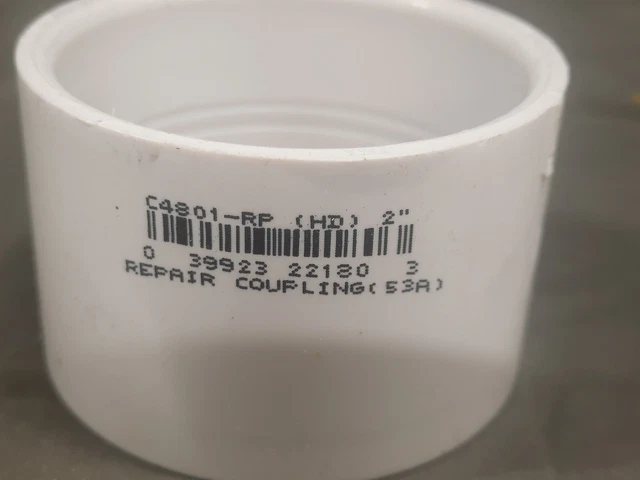 C4801-RP (HD) 2"
0 39923 22180 3
REPAIR COUPLING(53A)